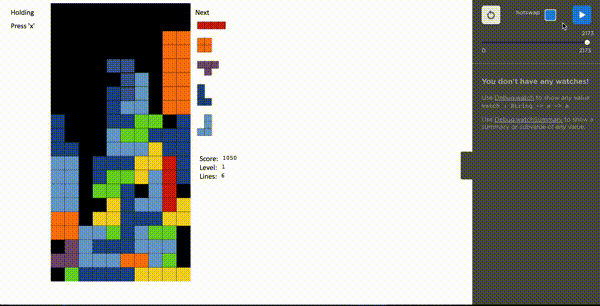 Holding
Press 'x'
Next
Score: 1050
Level: 1
Lines: 6
hotswap
2173
0
2173
You don't have any watches!
Use Debug.watch to show any value.
watch : String -> a -> a
Use Debug.watchSummary to show a
summary or subvalue of any value.